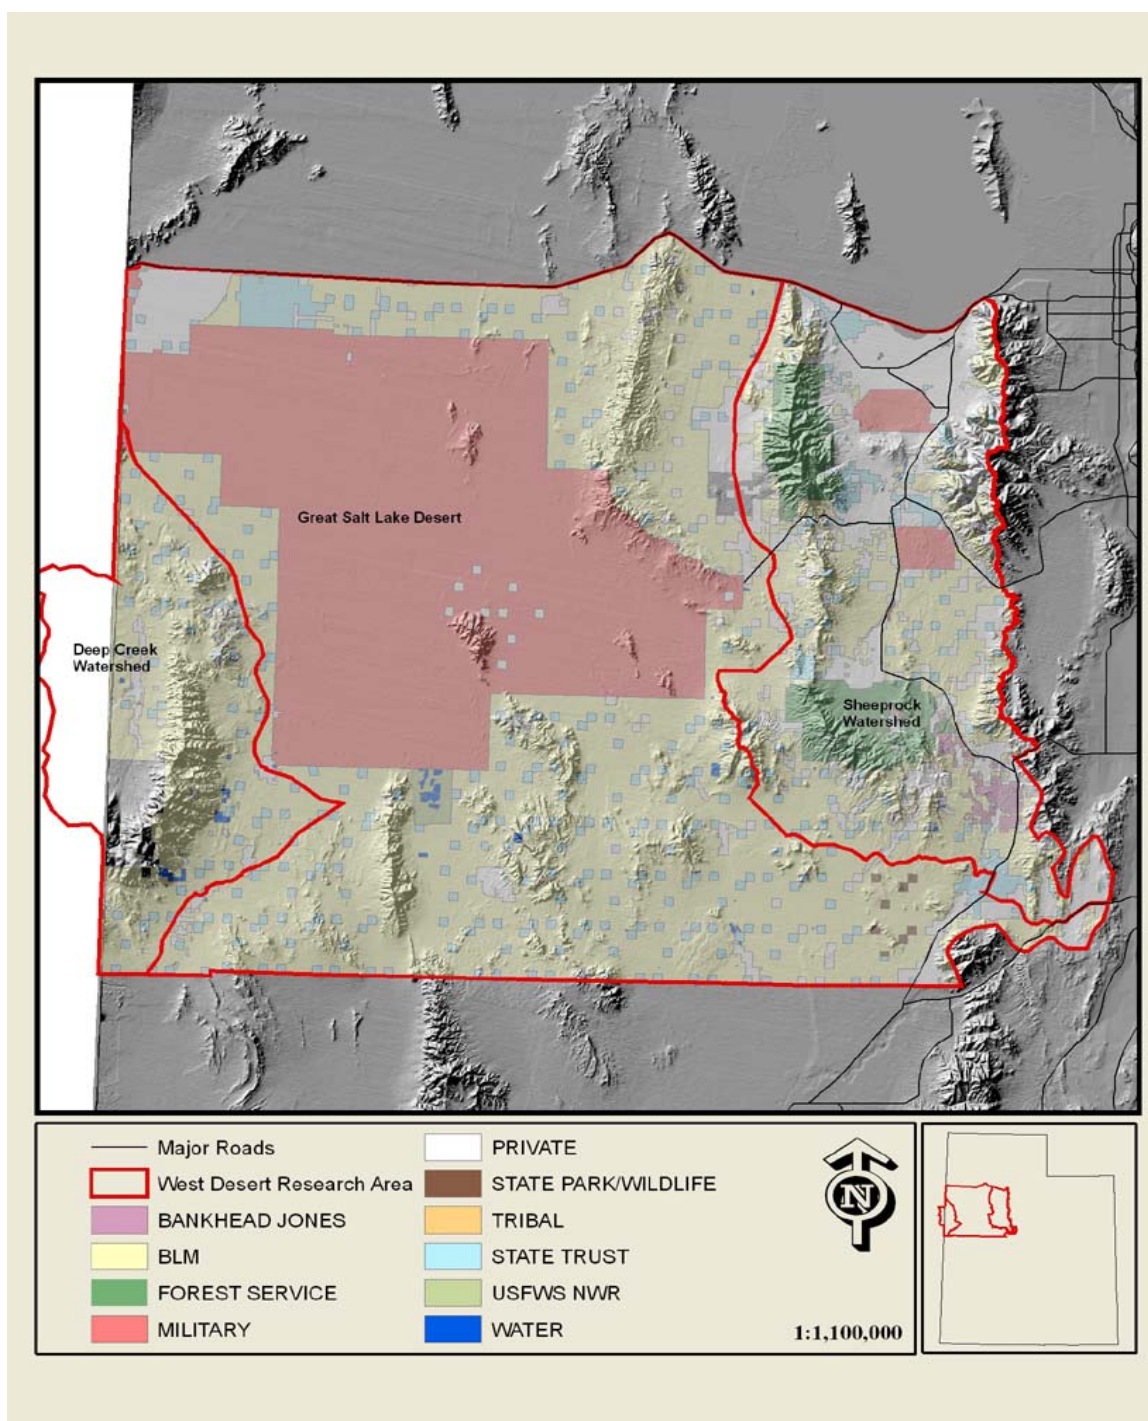 Great Salt Lake Desert
Deep Creek
Watershed
Sheeprock
Watershed
Major Roads
West Desert Research Area
BANKHEAD JONES
BLM
FOREST SERVICE
MILITARY
PRIVATE
STATE PARK/WILDLIFE
TRIBAL
STATE TRUST
USFWS NWR
WATER
N
1:1,100,000